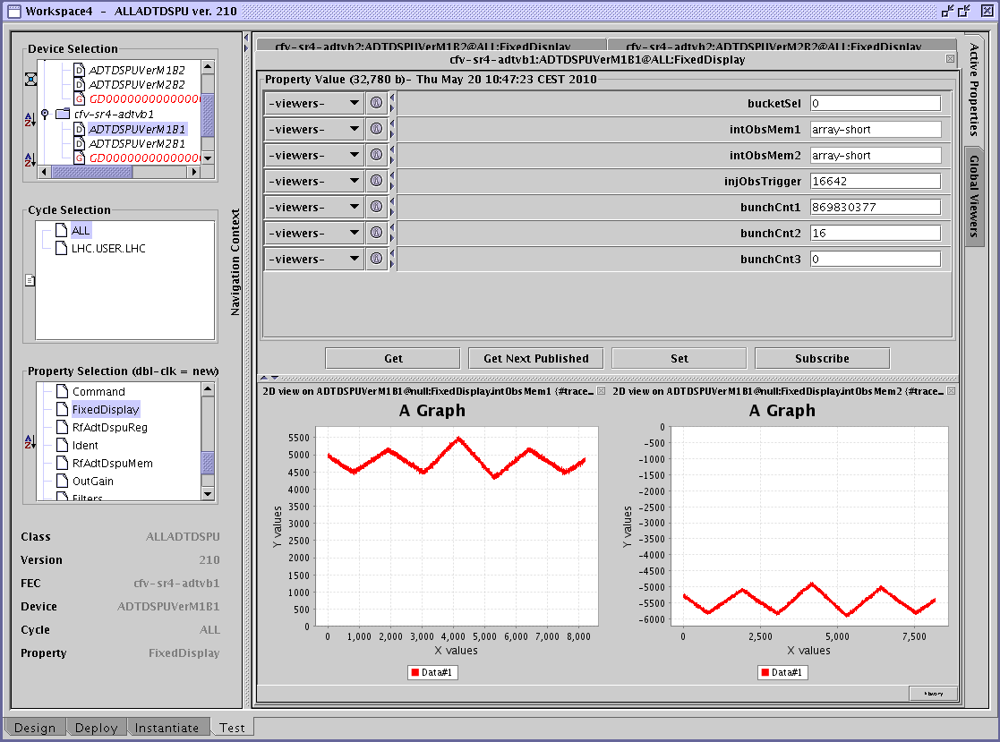 Workspace4 - ALLADTDSPU ver. 210
Device Selection
ADTDSPUVerM1B2
ADTDSPUVerM2B2
GD00000000000000
cfv-sr4-adtvb1
ADTDSPUVerM1B1
ADTDSPUVerM2B1
GD00000000000000
Cycle Selection
ALL
LHC.USER.LHC
Property Selection (dbl-clk = new)
Command
FixedDisplay
RfAdtDspuReg
Ident
RfAdtDspuMem
OutGain
Filters
Class ALLADTDSPU
Version 210
FEC cfv-sr4-adtvb1
Device ADTDSPUVerM1B1
Cycle ALL
Property FixedDisplay
Navigation Context
cfv-sr4-adtvb2:ADTDSPUVerM1B2@ALL:FixedDisplay
cfv-sr4-adtvb2:ADTDSPUVerM2B2@ALL:FixedDisplay
cfv-sr4-adtvb1:ADTDSPUVerM1B1@ALL:FixedDisplay
Property Value (32,780 b)- Thu May 20 10:47:23 CEST 2010
-viewers- bucketSel 0
-viewers- intObsMem1 array-short
-viewers- intObsMem2 array-short
-viewers- injObsTrigger 16642
-viewers- bunchCnt1 869830377
-viewers- bunchCnt2 16
-viewers- bunchCnt3 0
Get
Get Next Published
Set
Subscribe
Active Properties
Global Viewers
2D view on ADTDSPUVerM1B1@null:FixedDisplay.intObsMem1 (#trace...
A Graph
5500
5000
4500
4000
3500
3000
2500
2000
1500
1000
500
0
Y values
0 1,000 2,000 3,000 4,000 5,000 6,000 7,000 8,000
X values
Data#1
2D view on ADTDSPUVerM1B1@null:FixedDisplay.intObsMem2 (#trace...
A Graph
0
-500
-1000
-1500
-2000
-2500
-3000
-3500
-4000
-4500
-5000
-5500
-6000
Y values
0 2,500 5,000 7,500
X values
Data#1
Design
Deploy
Instantiate
Test